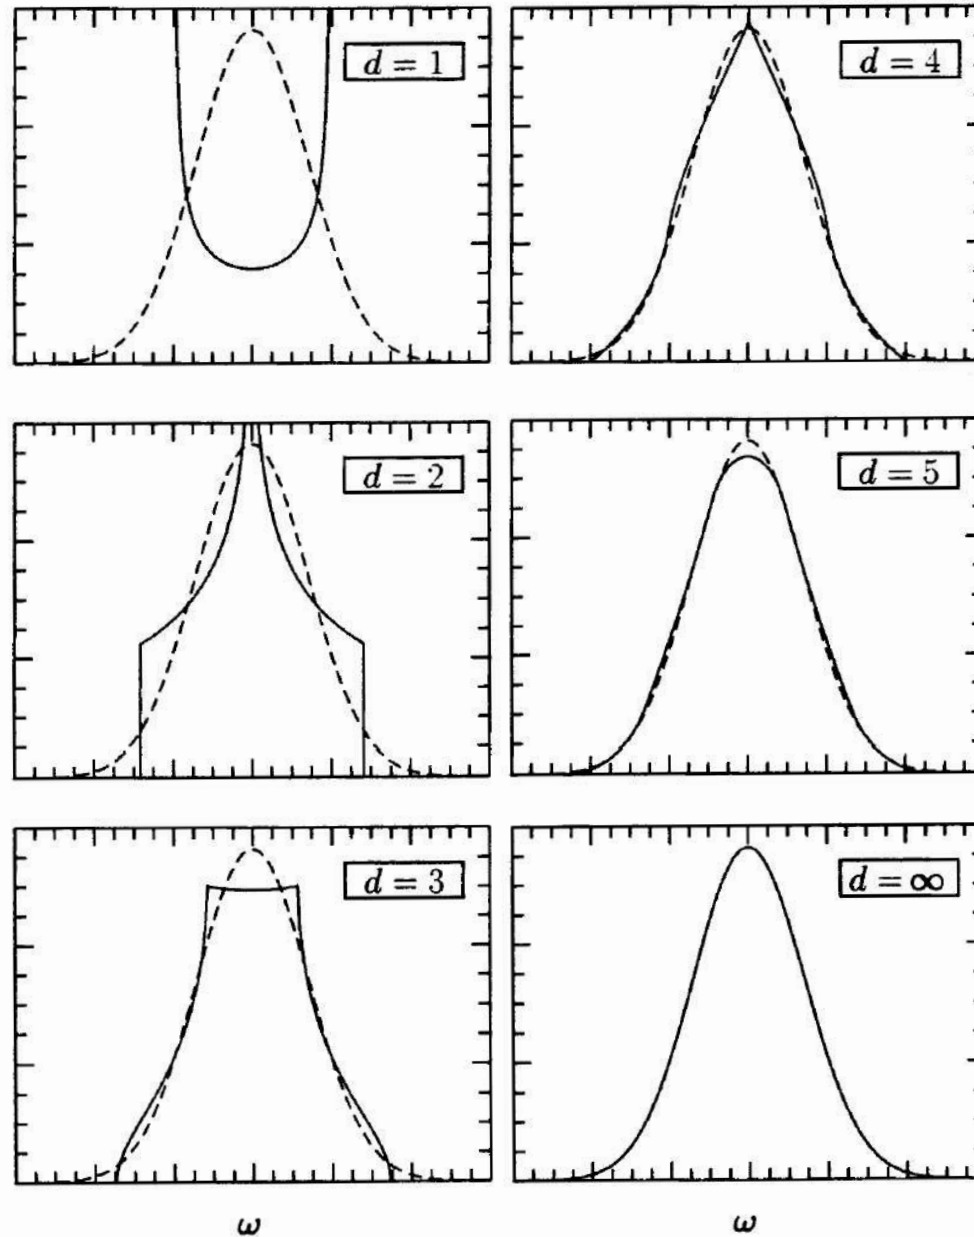 d = 1
d = 4
d = 2
d = 5
d = 3
d = ∞
ω
ω